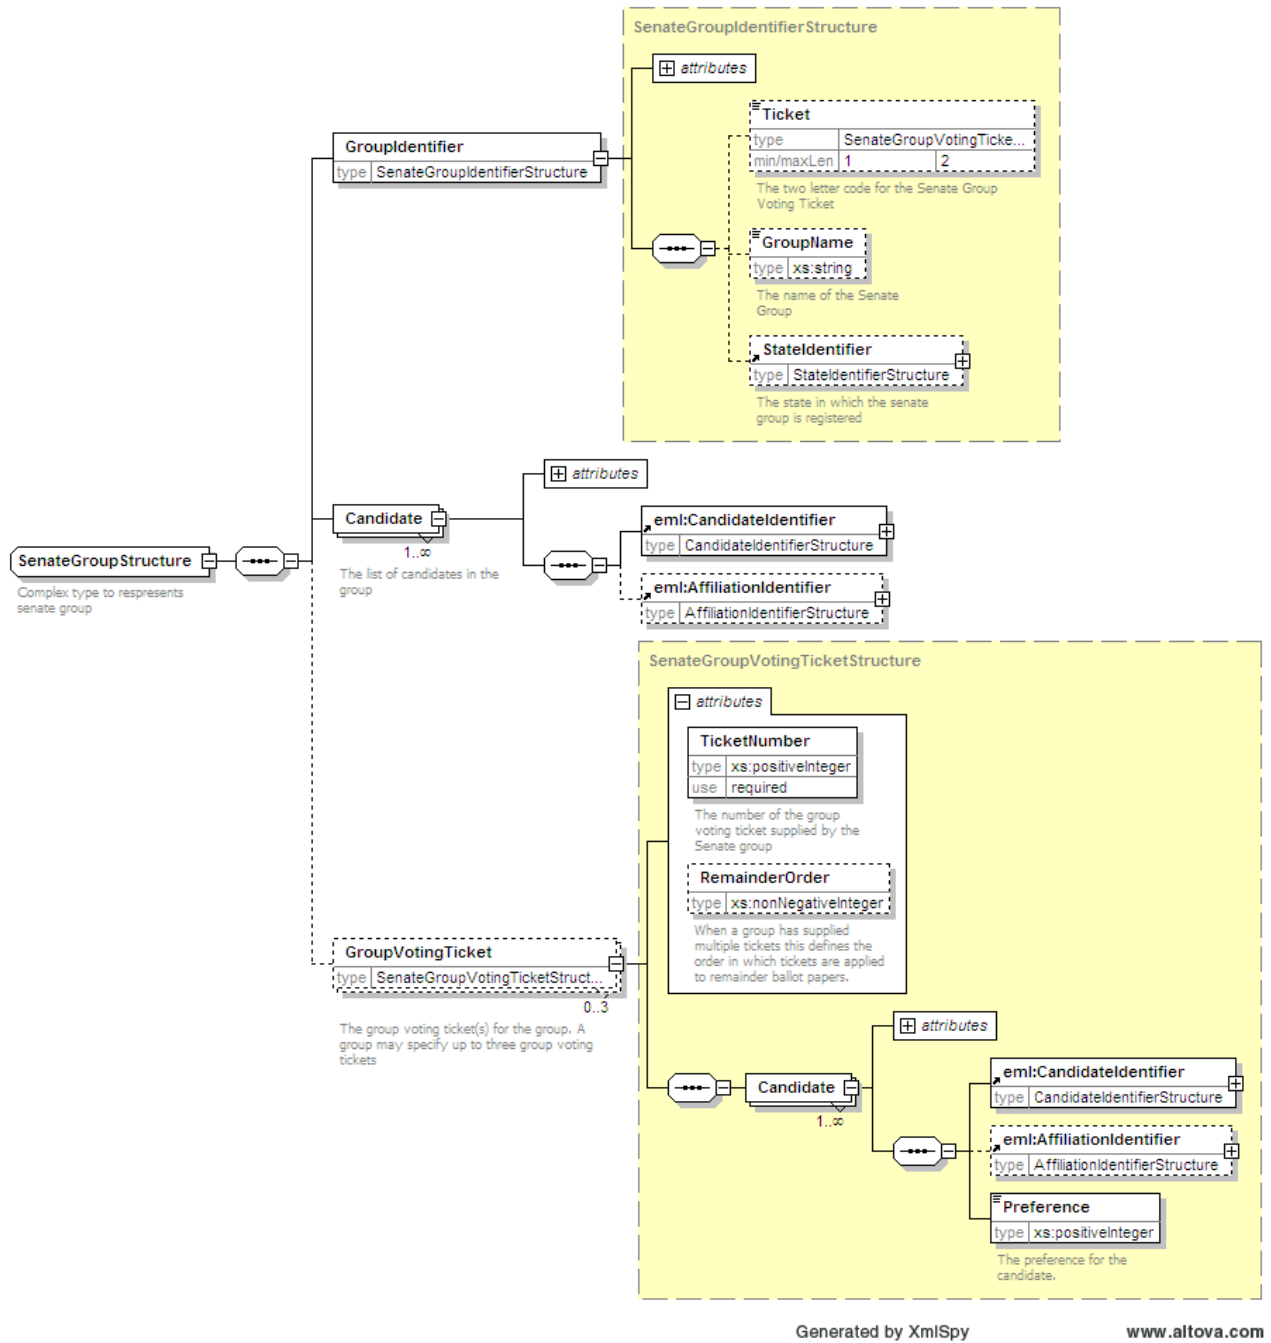 SenateGroupIdentifierStructure
attributes
Ticket
type SenateGroupVotingTicke...
min/maxLen 1 2
The two letter code for the Senate Group
Voting Ticket
GroupIdentifier
type SenateGroupIdentifierStructure
GroupName
type xs:string
The name of the Senate
Group
StateIdentifier
type StateIdentifierStructure
The state in which the senate
group is registered
attributes
Candidate
1..∞
The list of candidates in the
group
eml:CandidateIdentifier
type CandidateIdentifierStructure
eml:AffiliationIdentifier
type AffiliationIdentifierStructure
SenateGroupStructure
Complex type to respresents
senate group
SenateGroupVotingTicketStructure
attributes
TicketNumber
type xs:positiveInteger
use required
The number of the group
voting ticket supplied by the
Senate group
RemainderOrder
type xs:nonNegativeInteger
When a group has supplied
multiple tickets this defines the
order in which tickets are applied
to remainder ballot papers.
GroupVotingTicket
type SenateGroupVotingTicketStruct...
0..3
The group voting ticket(s) for the group. A
group may specify up to three group voting
tickets
attributes
Candidate
1..∞
eml:CandidateIdentifier
type CandidateIdentifierStructure
eml:AffiliationIdentifier
type AffiliationIdentifierStructure
Preference
type xs:positiveInteger
The preference for the
candidate.
Generated by XmlSpy www.altova.com